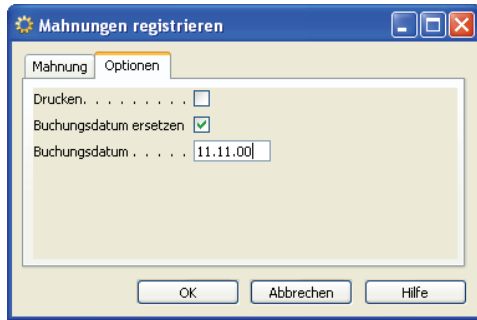 Mahnungen registrieren
Mahnung Optionen
Drucken. . . . . . . . . .
Buchungsdatum ersetzen
Buchungsdatum . . . . . 11.11.00
OK Abbrechen Hilfe